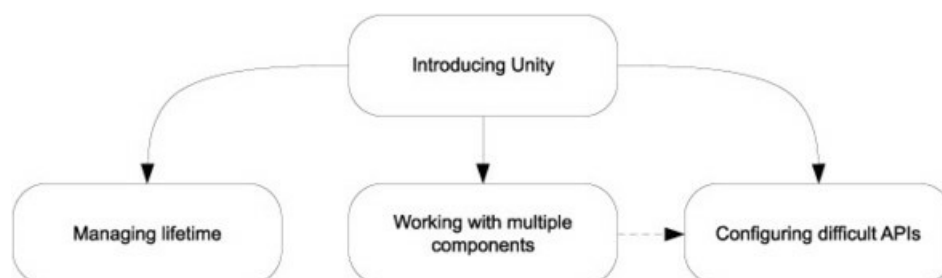 Introducing Unity
Managing lifetime
Working with multiple
components
Configuring difficult APIs